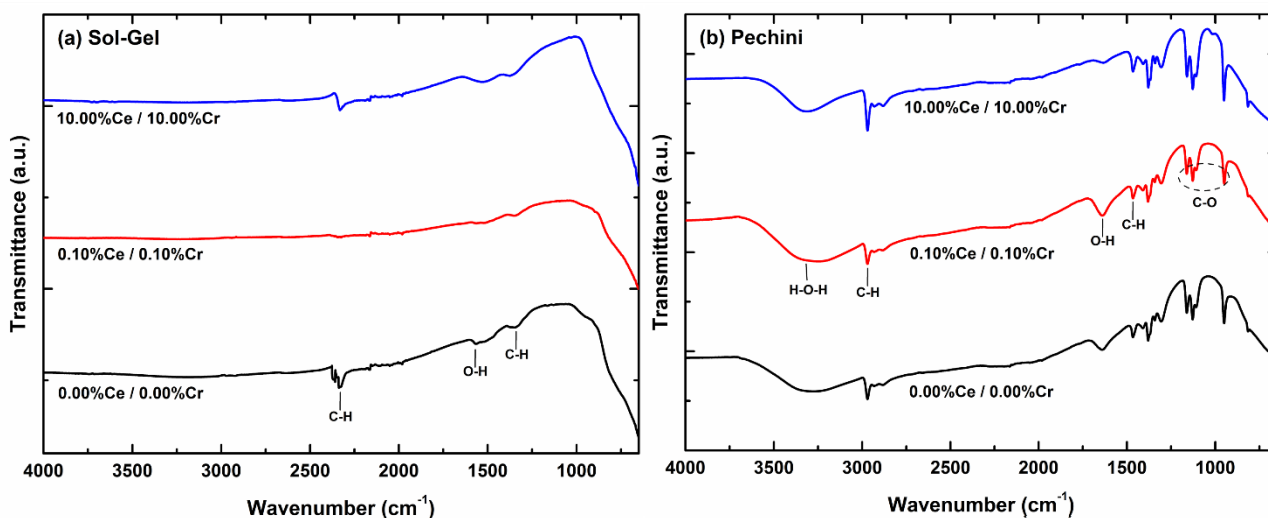 (a) Sol-Gel
10.00%Ce / 10.00%Cr
0.10%Ce / 0.10%Cr
O-H
C-H
0.00%Ce / 0.00%Cr
C-H
Transmittance (a.u.)
4000 3500 3000 2500 2000 1500 1000
Wavenumber (cm⁻¹)
(b) Pechini
10.00%Ce / 10.00%Cr
C-O
C-H
O-H
0.10%Ce / 0.10%Cr
H-O-H
C-H
0.00%Ce / 0.00%Cr
Transmittance (a.u.)
4000 3500 3000 2500 2000 1500 1000
Wavenumber (cm⁻¹)